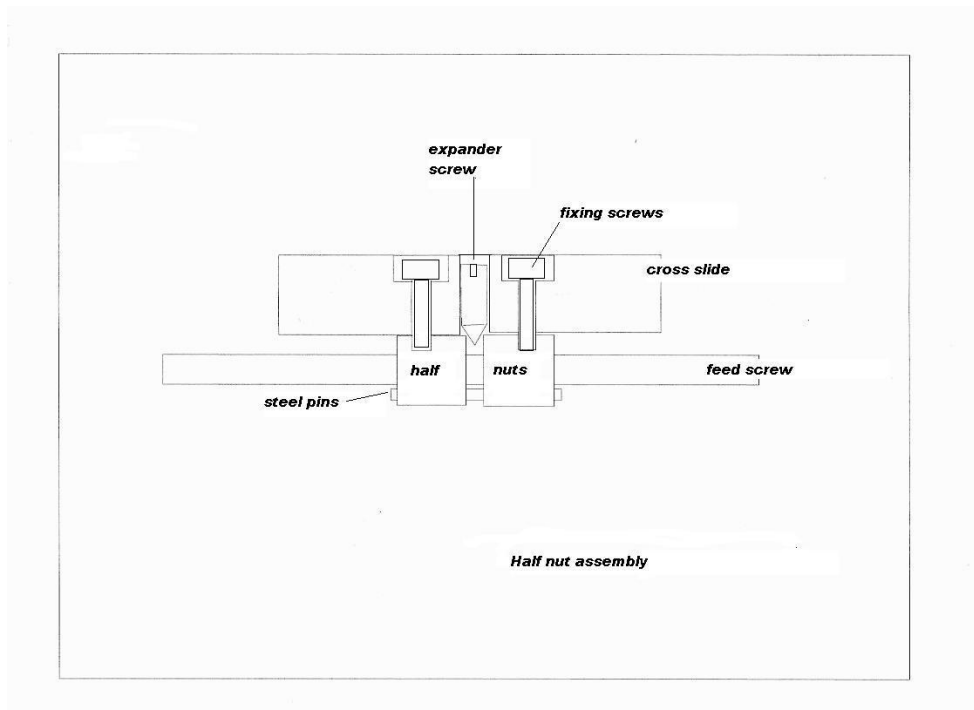 expander
screw
fixing screws
cross slide
half nuts
feed screw
steel pins
Half nut assembly